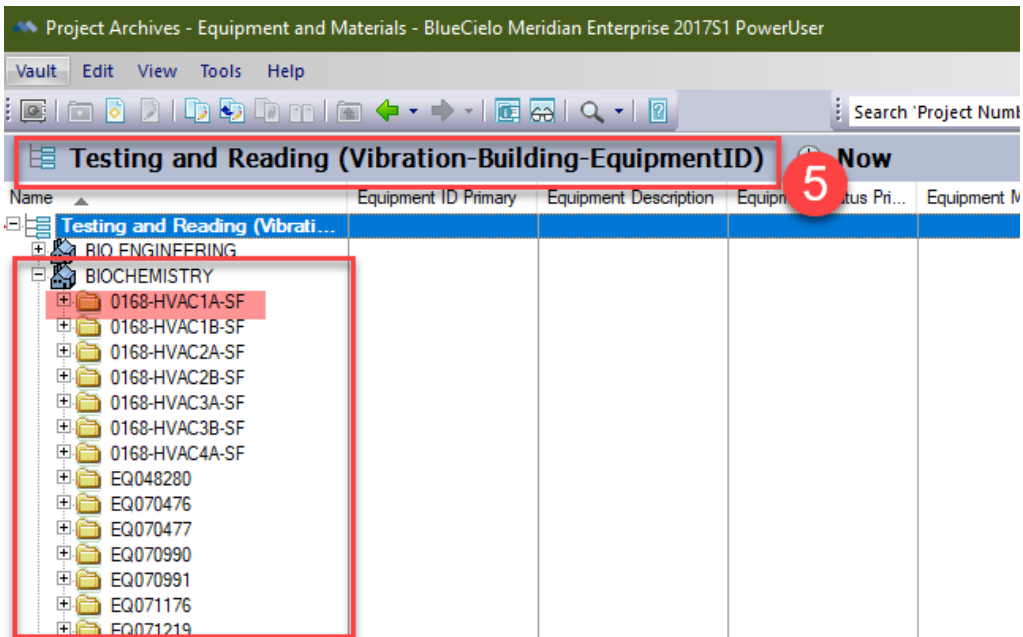 Project Archives - Equipment and Materials - BlueCielo Meridian Enterprise 2017S1 PowerUser
Vault Edit View Tools Help
Search 'Project Numb
Testing and Reading (Vibration-Building-EquipmentID) Now
5
Name Equipment ID Primary Equipment Description Equipm tus Pri... Equipment M
Testing and Reading (Vibrati...
BIO ENGINEERING
BIOCHEMISTRY
0168-HVAC1A-SF
0168-HVAC1B-SF
0168-HVAC2A-SF
0168-HVAC2B-SF
0168-HVAC3A-SF
0168-HVAC3B-SF
0168-HVAC4A-SF
EQ048280
EQ070476
EQ070477
EQ070990
EQ070991
EQ071176
EQ071219